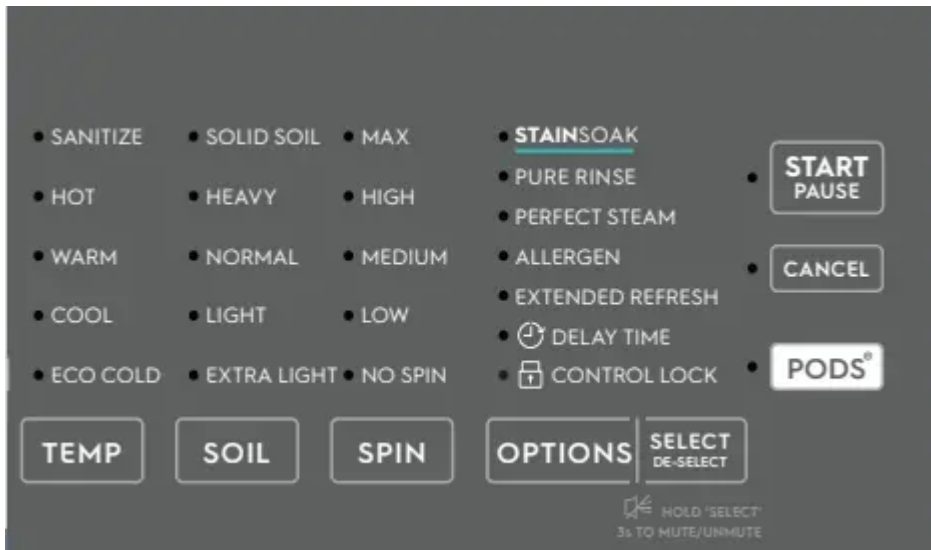 SANITIZE
HOT
WARM
COOL
ECO COLD
TEMP
SOLID SOIL
HEAVY
NORMAL
LIGHT
EXTRA LIGHT
SOIL
MAX
HIGH
MEDIUM
LOW
NO SPIN
SPIN
STAINSOAK
PURE RINSE
PERFECT STEAM
ALLERGEN
EXTENDED REFRESH
DELAY TIME
CONTROL LOCK
OPTIONS
SELECT
DE-SELECT
HOLD 'SELECT'
3s TO MUTE/UNMUTE
START
PAUSE
CANCEL
PODS®